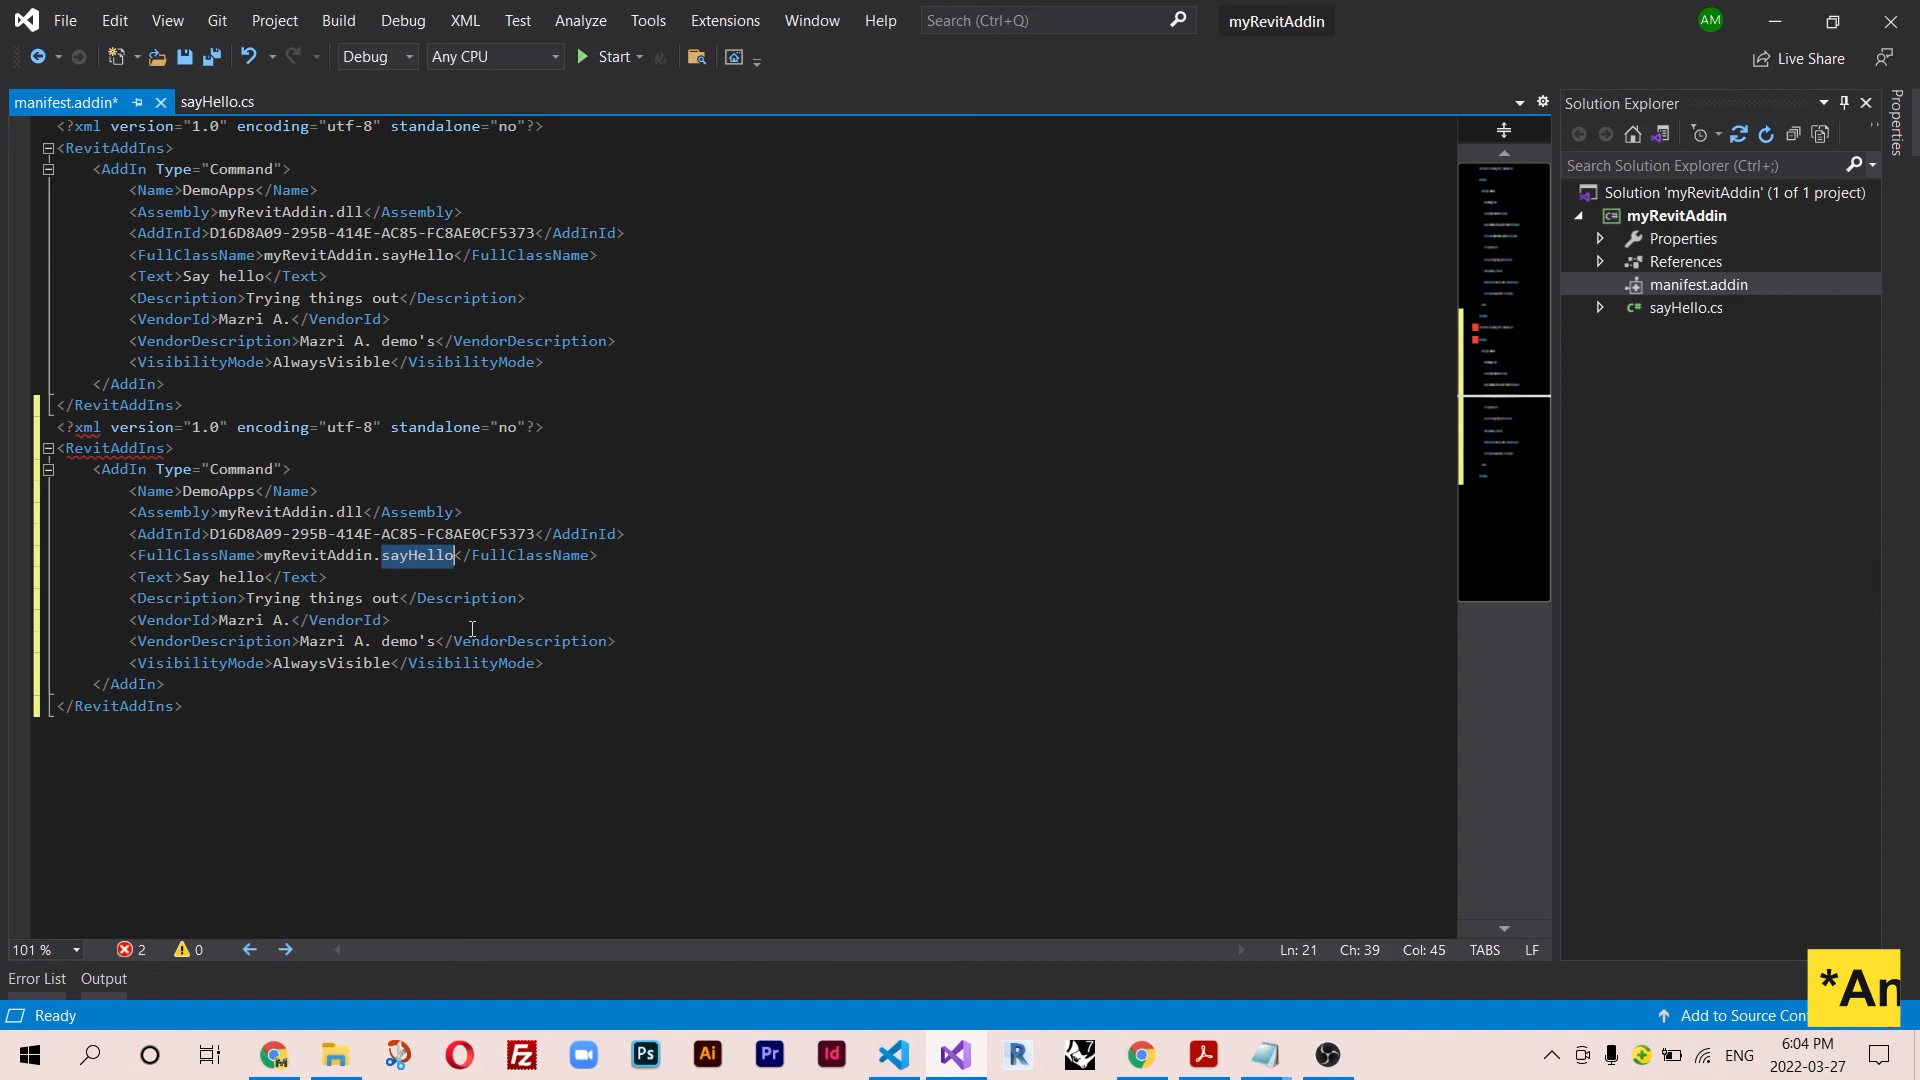 File Edit View Git Project Build Debug XML Test Analyze Tools Extensions Window Help Search (Ctrl+Q) myRevitAddin AM
Debug Any CPU Start Live Share
manifest.addin* sayHello.cs
<?xml version="1.0" encoding="utf-8" standalone="no"?>
<RevitAddIns>
<AddIn Type="Command">
<Name>DemoApps</Name>
<Assembly>myRevitAddin.dll</Assembly>
<AddInId>D16D8A09-295B-414E-AC85-FC8AE0CF5373</AddInId>
<FullClassName>myRevitAddin.sayHello</FullClassName>
<Text>Say hello</Text>
<Description>Trying things out</Description>
<VendorId>Mazri A.</VendorId>
<VendorDescription>Mazri A. demo's</VendorDescription>
<VisibilityMode>AlwaysVisible</VisibilityMode>
</AddIn>
</RevitAddIns>
<?xml version="1.0" encoding="utf-8" standalone="no"?>
<RevitAddIns>
<AddIn Type="Command">
<Name>DemoApps</Name>
<Assembly>myRevitAddin.dll</Assembly>
<AddInId>D16D8A09-295B-414E-AC85-FC8AE0CF5373</AddInId>
<FullClassName>myRevitAddin.sayHello</FullClassName>
<Text>Say hello</Text>
<Description>Trying things out</Description>
<VendorId>Mazri A.</VendorId>
<VendorDescription>Mazri A. demo's</VendorDescription>
<VisibilityMode>AlwaysVisible</VisibilityMode>
</AddIn>
</RevitAddIns>
Solution Explorer
Search Solution Explorer (Ctrl+;)
Solution 'myRevitAddin' (1 of 1 project)
C# myRevitAddin
Properties
References
manifest.addin
C# sayHello.cs
Properties
101 % 2 0 Ln: 21 Ch: 39 Col: 45 TABS LF
Error List Output
*An
Ready Add to Source Con
Ps Ai Pr Id R ENG 6:04 PM
2022-03-27